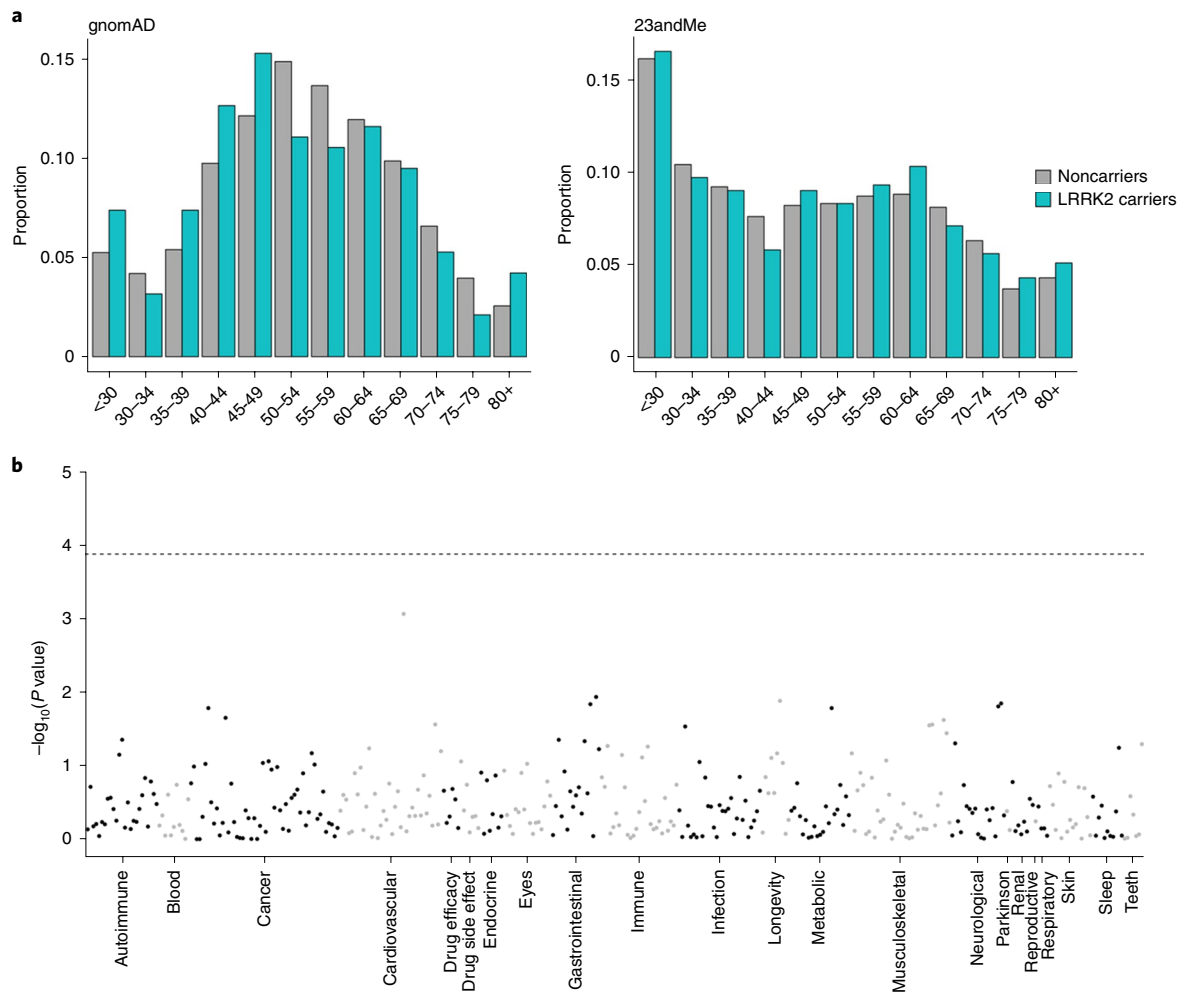 a
gnomAD
23andMe
Proportion
0.15
0.10
0.05
0
<30
30–34
35–39
40–44
45–49
50–54
55–59
60–64
65–69
70–74
75–79
80+
Proportion
0.15
0.10
0.05
0
<30
30–34
35–39
40–44
45–49
50–54
55–59
60–64
65–69
70–74
75–79
80+
Noncarriers
LRRK2 carriers
b
–log10(P value)
5
4
3
2
1
0
Autoimmune
Blood
Cancer
Cardiovascular
Drug efficacy
Drug side effect
Endocrine
Eyes
Gastrointestinal
Immune
Infection
Longevity
Metabolic
Musculoskeletal
Neurological
Parkinson
Renal
Reproductive
Respiratory
Skin
Sleep
Teeth